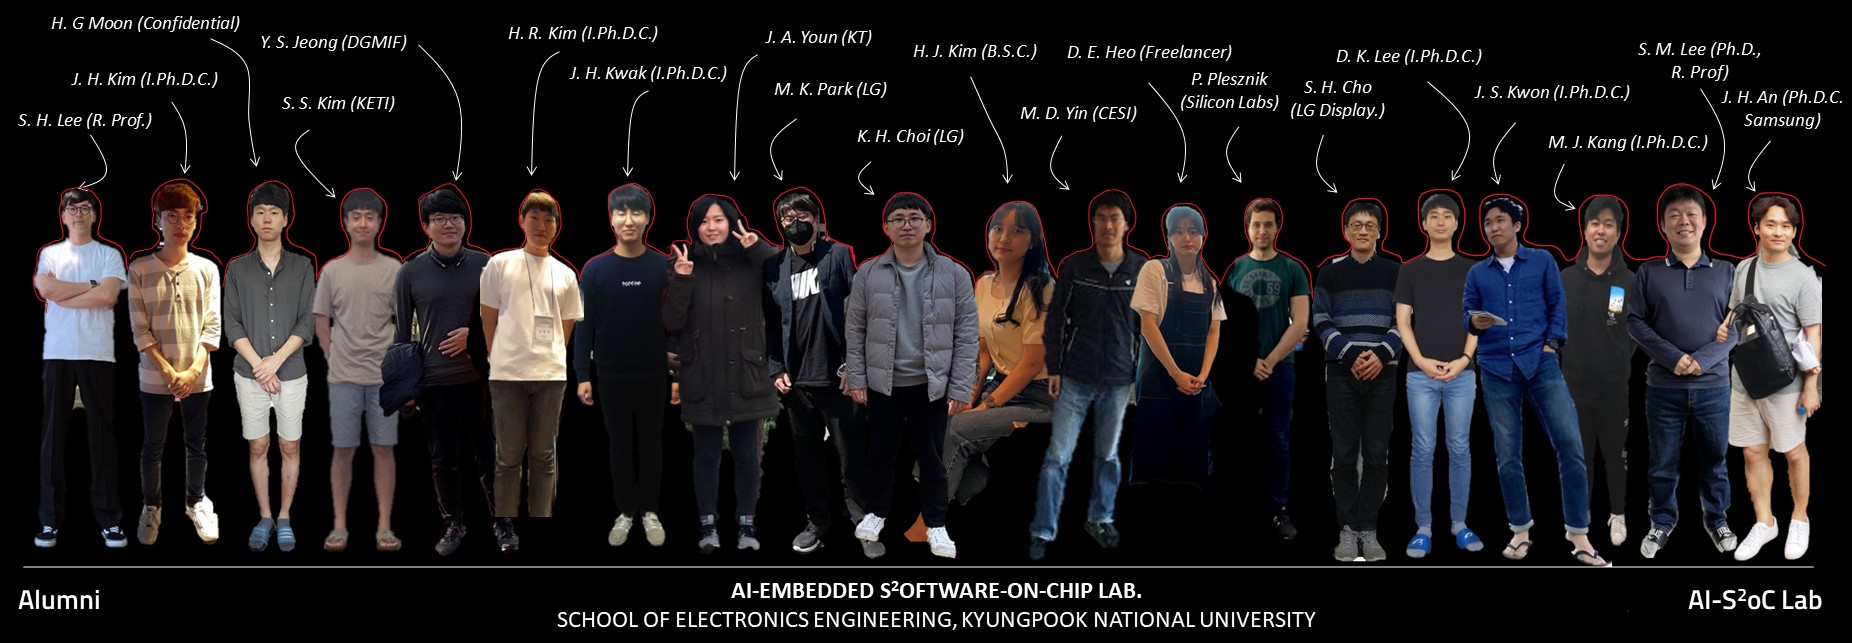 H. G Moon (Confidential)
J. H. Kim (I.Ph.D.C.)
S. H. Lee (R. Prof.)
Y. S. Jeong (DGMIF)
S. S. Kim (KETI)
H. R. Kim (I.Ph.D.C.)
J. H. Kwak (I.Ph.D.C.)
J. A. Youn (KT)
M. K. Park (LG)
K. H. Choi (LG)
H. J. Kim (B.S.C.)
M. D. Yin (CESI)
D. E. Heo (Freelancer)
P. Plesznik
(Silicon Labs)
S. H. Cho
(LG Display.)
D. K. Lee (I.Ph.D.C.)
J. S. Kwon (I.Ph.D.C.)
M. J. Kang (I.Ph.D.C.)
S. M. Lee (Ph.D.,
R. Prof)
J. H. An (Ph.D.C.
Samsung)
69
Alumni
AI-EMBEDDED S²OFTWARE-ON-CHIP LAB.
SCHOOL OF ELECTRONICS ENGINEERING, KYUNGPOOK NATIONAL UNIVERSITY
AI-S²oC Lab